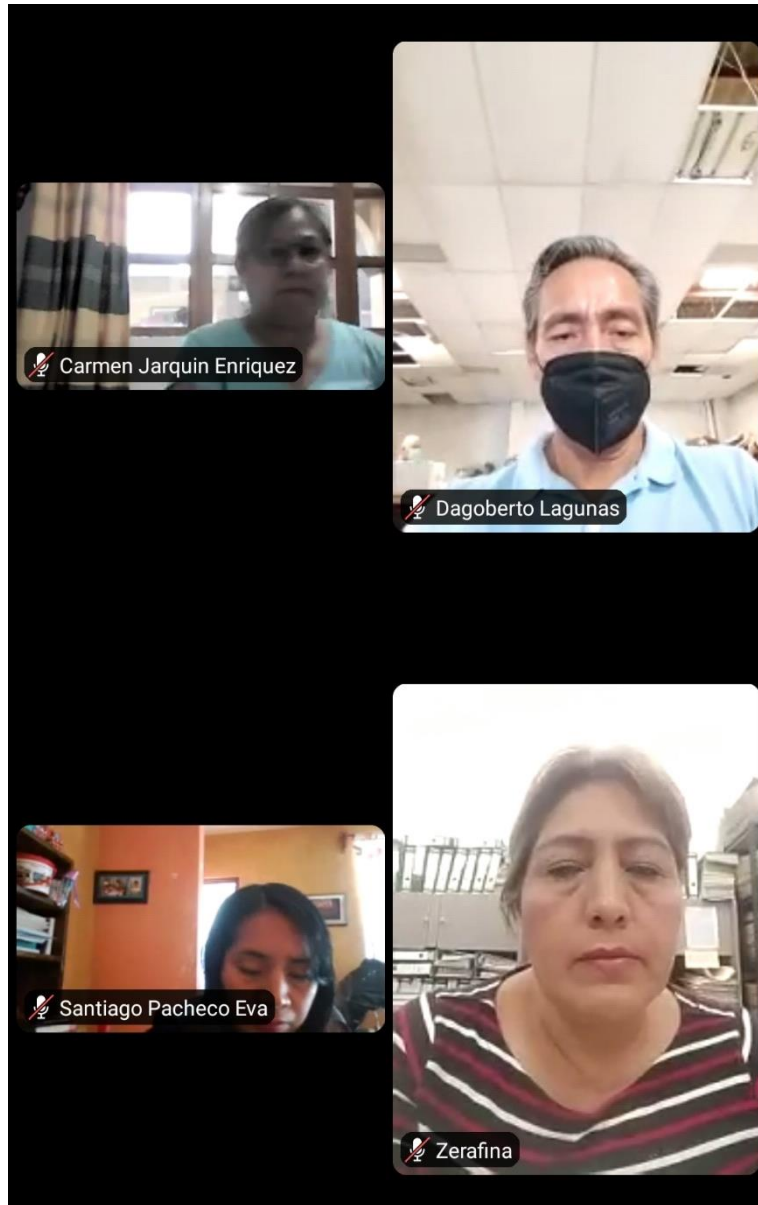 Carmen Jarquin Enriquez
Dagoberto Lagunas
Santiago Pacheco Eva
Zerafina